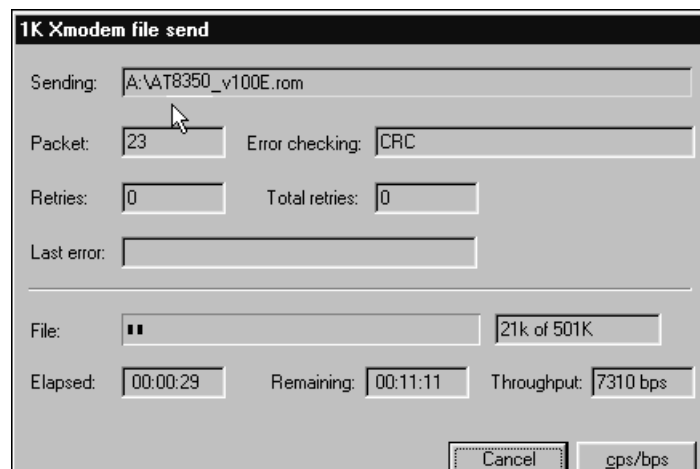 1K Xmodem file send
Sending: A:\AT8350_v100E.rom
Packet: 23 Error checking: CRC
Retries: 0 Total retries: 0
Last error:
File: 21k of 501K
Elapsed: 00:00:29 Remaining: 00:11:11 Throughput: 7310 bps
Cancel cps/bps